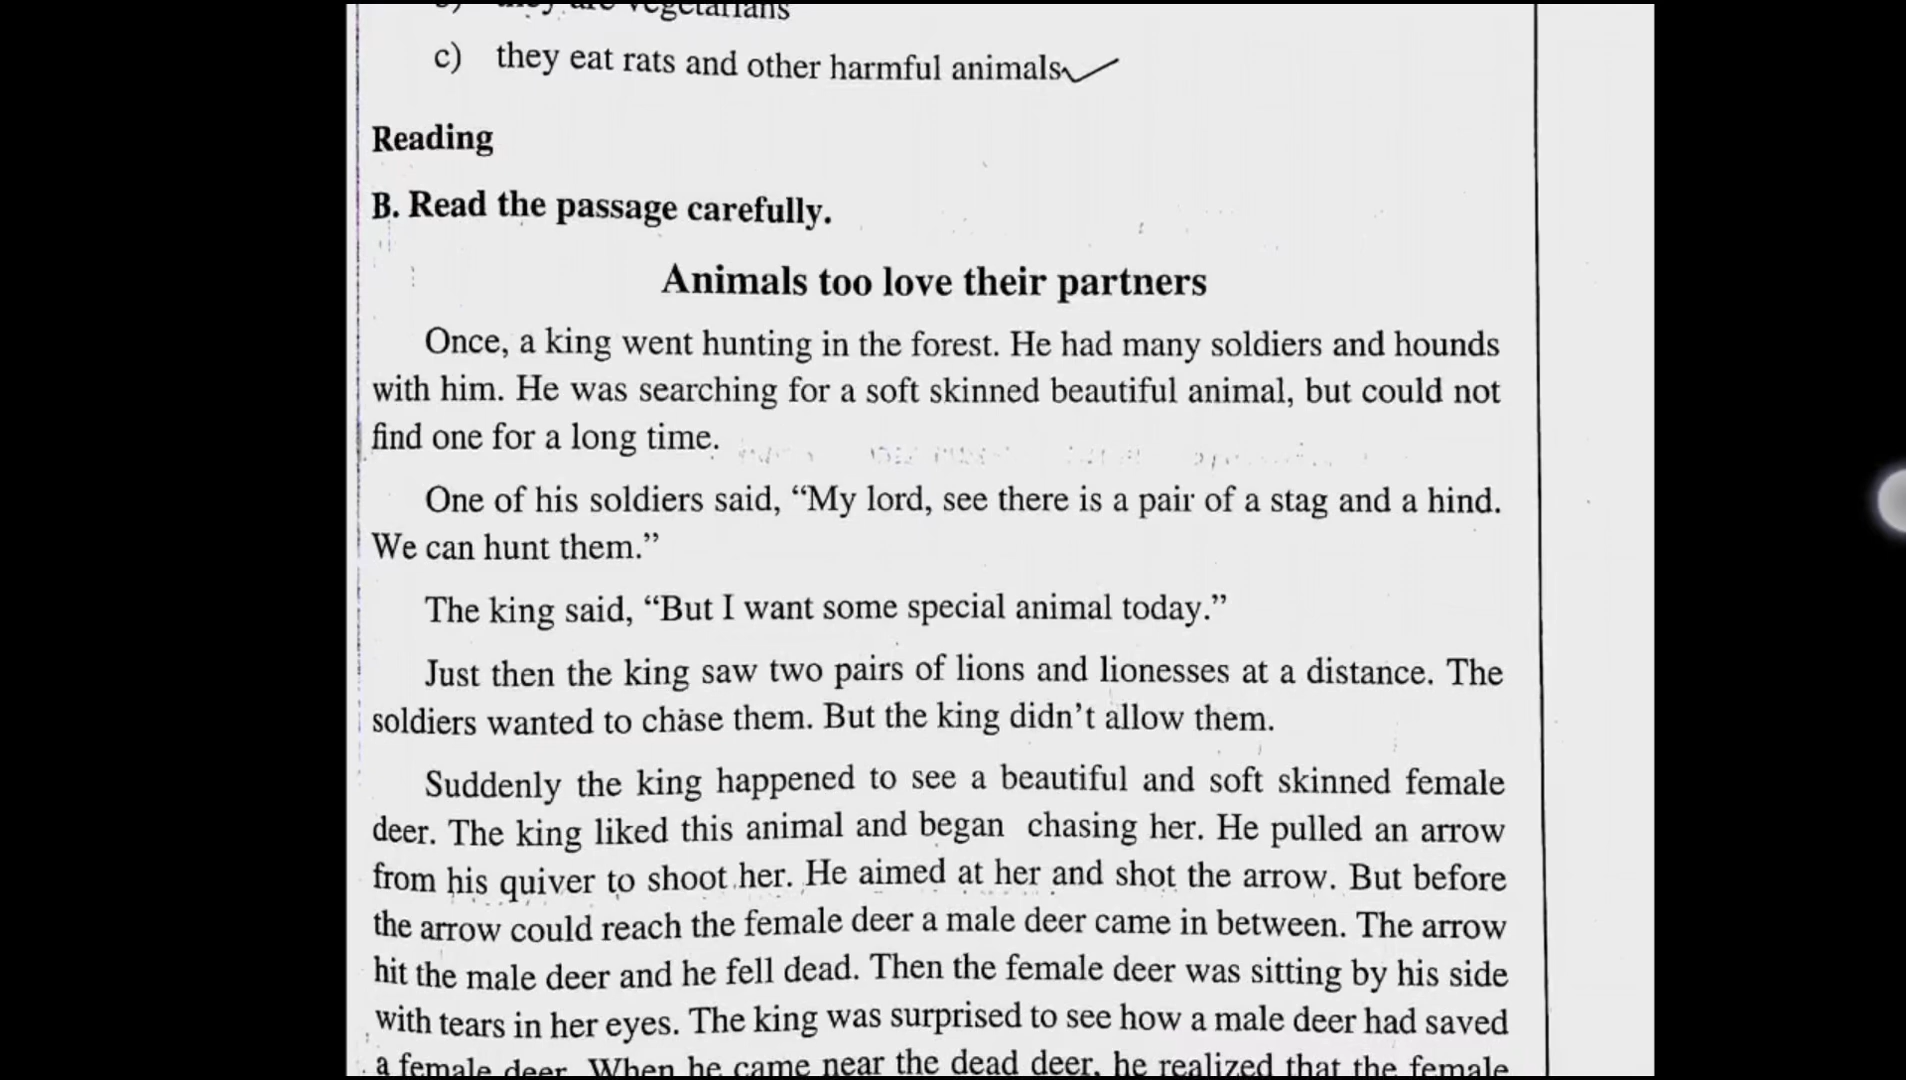 they are vegetarians
c) they eat rats and other harmful animals
Reading
B. Read the passage carefully.
Animals too love their partners
Once, a king went hunting in the forest. He had many soldiers and hounds
with him. He was searching for a soft skinned beautiful animal, but could not
find one for a long time.
One of his soldiers said, “My lord, see there is a pair of a stag and a hind.
We can hunt them.”
The king said, “But I want some special animal today.”
Just then the king saw two pairs of lions and lionesses at a distance. The
soldiers wanted to chase them. But the king didn’t allow them.
Suddenly the king happened to see a beautiful and soft skinned female
deer. The king liked this animal and began chasing her. He pulled an arrow
from his quiver to shoot her. He aimed at her and shot the arrow. But before
the arrow could reach the female deer a male deer came in between. The arrow
hit the male deer and he fell dead. Then the female deer was sitting by his side
with tears in her eyes. The king was surprised to see how a male deer had saved
a female deer. When he came near the dead deer, he realized that the female